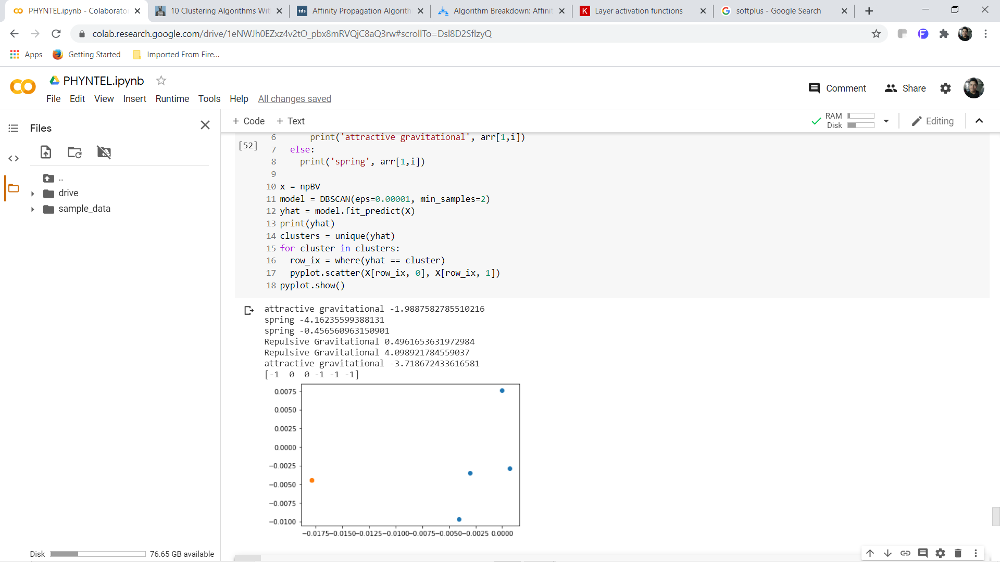 PHYNTEL.ipynb - Colaborato
10 Clustering Algorithms Wit
tds Affinity Propagation Algorith
Algorithm Breakdown: Affinit
K Layer activation functions
softplus - Google Search
colab.research.google.com/drive/1eNWJh0EZxz4v2tO_pbx8mRVQjC8aQ3rw#scrollTo=Dsl8D2SflzyQ
Apps
Getting Started
Imported From Fire...
PHYNTEL.ipynb
Comment
Share
File Edit View Insert Runtime Tools Help All changes saved
Files
+ Code + Text
RAM
Disk
Editing
..
drive
sample_data
[52]
6 print('attractive gravitational', arr[1,i])
7 else:
8 print('spring', arr[1,i])
9
10 x = npBV
11 model = DBSCAN(eps=0.00001, min_samples=2)
12 yhat = model.fit_predict(X)
13 print(yhat)
14 clusters = unique(yhat)
15 for cluster in clusters:
16 row_ix = where(yhat == cluster)
17 pyplot.scatter(X[row_ix, 0], X[row_ix, 1])
18 pyplot.show()
attractive gravitational -1.9887582785510216
spring -4.16235599388131
spring -0.456560963150901
Repulsive Gravitational 0.4961653631972984
Repulsive Gravitational 4.098921784559037
attractive gravitational -3.718672433616581
[-1 0 0 -1 -1 -1]
0.0075
0.0050
0.0025
0.0000
−0.0025
−0.0050
−0.0075
−0.0100
−0.0175−0.0150−0.0125−0.0100−0.0075−0.0050−0.0025 0.0000
Disk 76.65 GB available